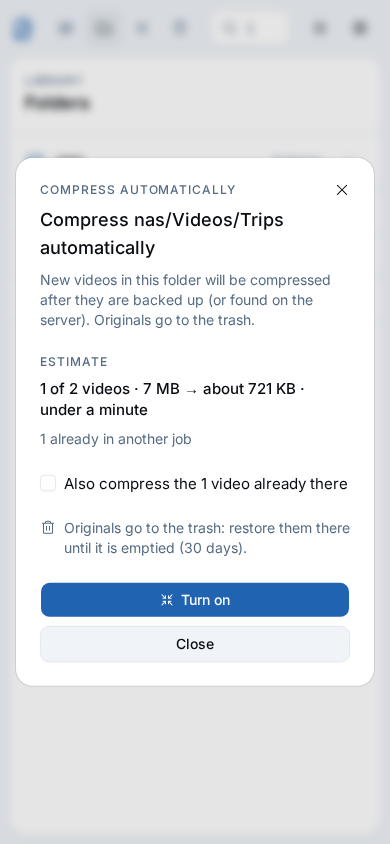 LIBRARY
Folders
COMPRESS AUTOMATICALLY
Compress nas/Videos/Trips
automatically
New videos in this folder will be compressed
after they are backed up (or found on the
server). Originals go to the trash.
ESTIMATE
1 of 2 videos · 7 MB → about 721 KB ·
under a minute
1 already in another job
Also compress the 1 video already there
Originals go to the trash: restore them there
until it is emptied (30 days).
Turn on
Close